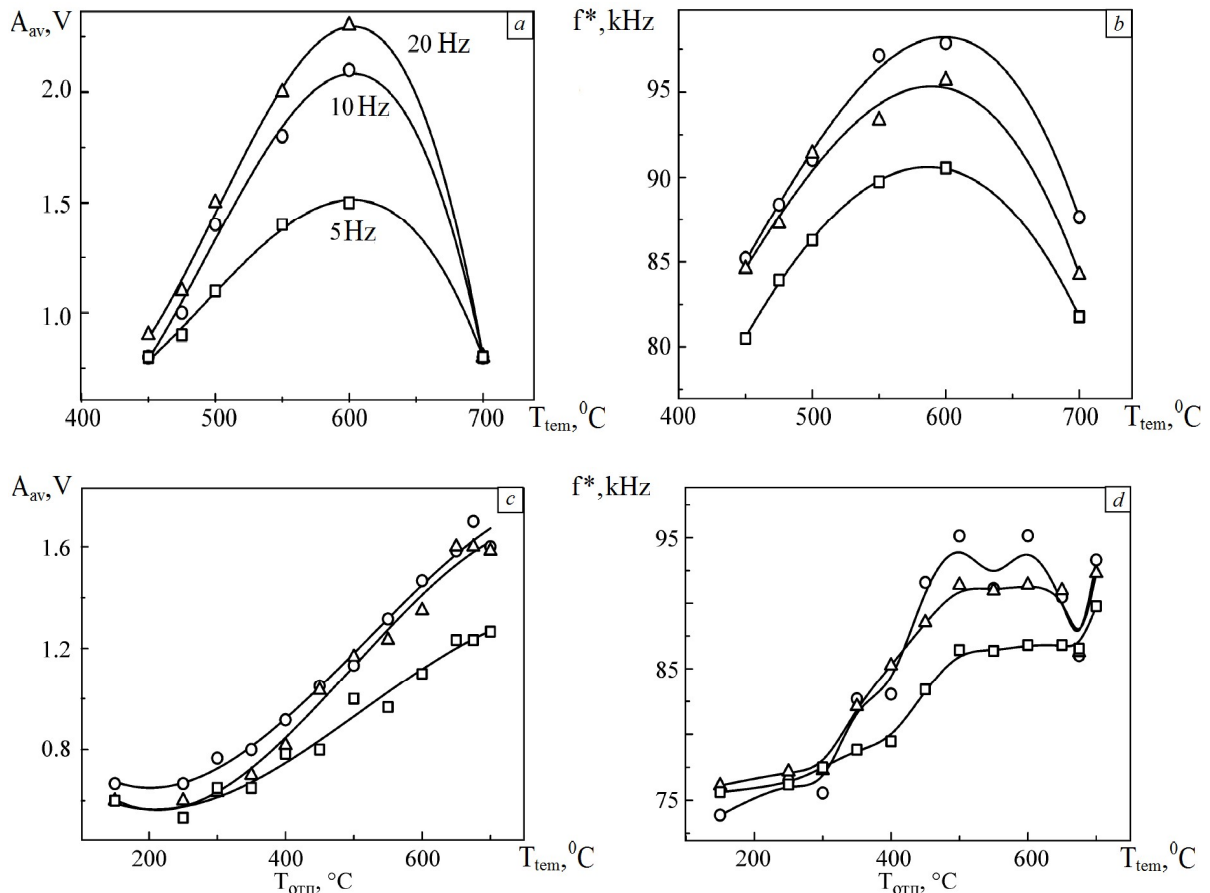 A_av, V
a
20 Hz
2.0
10 Hz
1.5
5 Hz
1.0
400 500 600 700 T_tem, ⁰C
f*, kHz
b
95
90
85
80
400 500 600 700 T_tem, ⁰C
A_av, V
c
1.6
1.2
0.8
200 400 600 T_tem, ⁰C
T_отп, °C
f*, kHz
d
95
85
75
200 400 600 T_tem, ⁰C
T_отп, °C